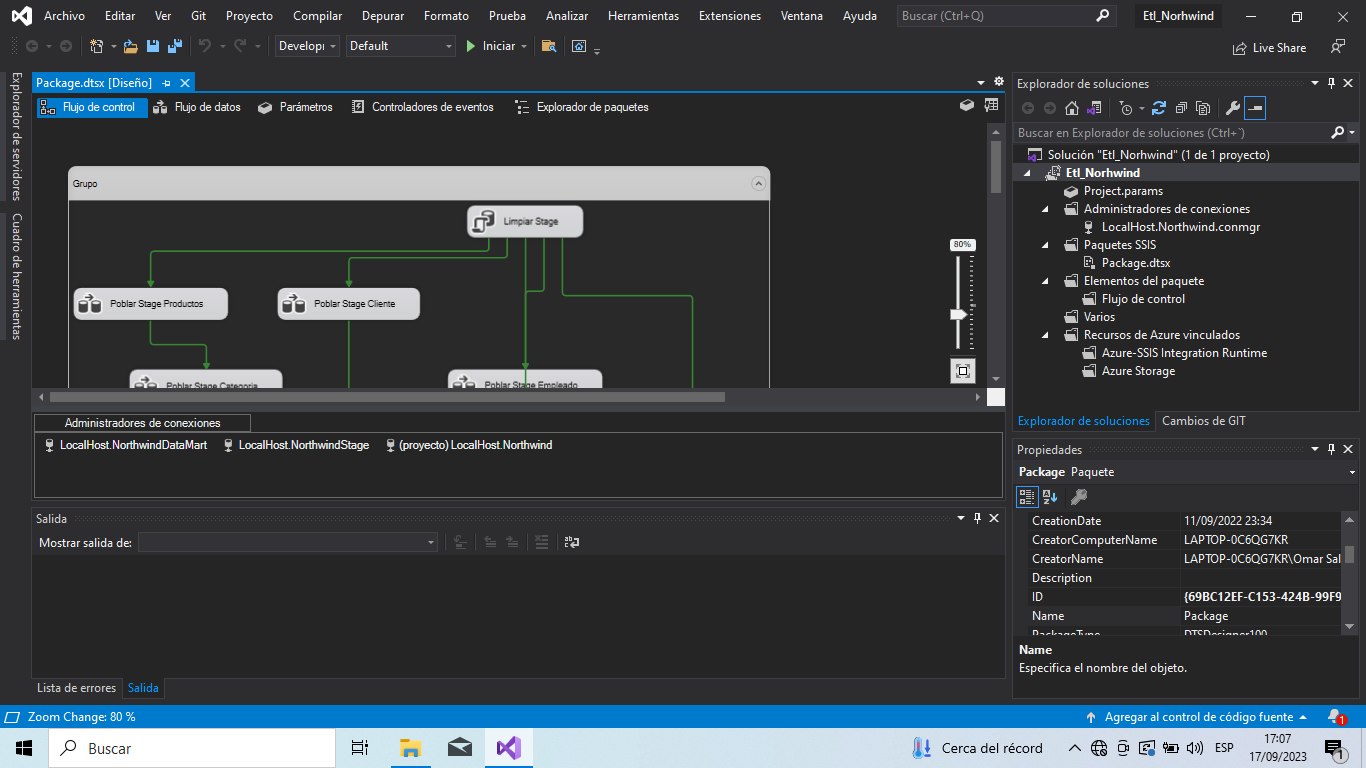 Archivo Editar Ver Git Proyecto Compilar Depurar Formato Prueba Analizar Herramientas Extensiones Ventana Ayuda Buscar (Ctrl+Q) Etl_Norhwind
Developi Default Iniciar Live Share
Explorador de servidores
Cuadro de herramientas
Package.dtsx [Diseño]
Flujo de control Flujo de datos Parámetros Controladores de eventos Explorador de paquetes
Grupo
Limpiar Stage
80%
Poblar Stage Productos Poblar Stage Cliente
Poblar Stage Categoria Poblar Stage Empleado
Administradores de conexiones
LocalHost.NorthwindDataMart LocalHost.NorthwindStage (proyecto) LocalHost.Northwind
Salida
Mostrar salida de:
Lista de errores Salida
Explorador de soluciones
Buscar en Explorador de soluciones (Ctrl+¨)
Solución "Etl_Norhwind" (1 de 1 proyecto)
Etl_Norhwind
Project.params
Administradores de conexiones
LocalHost.Northwind.conmgr
Paquetes SSIS
Package.dtsx
Elementos del paquete
Flujo de control
Varios
Recursos de Azure vinculados
Azure-SSIS Integration Runtime
Azure Storage
Explorador de soluciones Cambios de GIT
Propiedades
Package Paquete
CreationDate 11/09/2022 23:34
CreatorComputerName LAPTOP-0C6QG7KR
CreatorName LAPTOP-0C6QG7KR\Omar Sal
Description
ID {69BC12EF-C153-424B-99F9
Name Package
PackageType DTSDesigner100
Name
Especifica el nombre del objeto.
Zoom Change: 80 % Agregar al control de código fuente 1
Buscar Cerca del récord ESP 17:07
17/09/2023 1